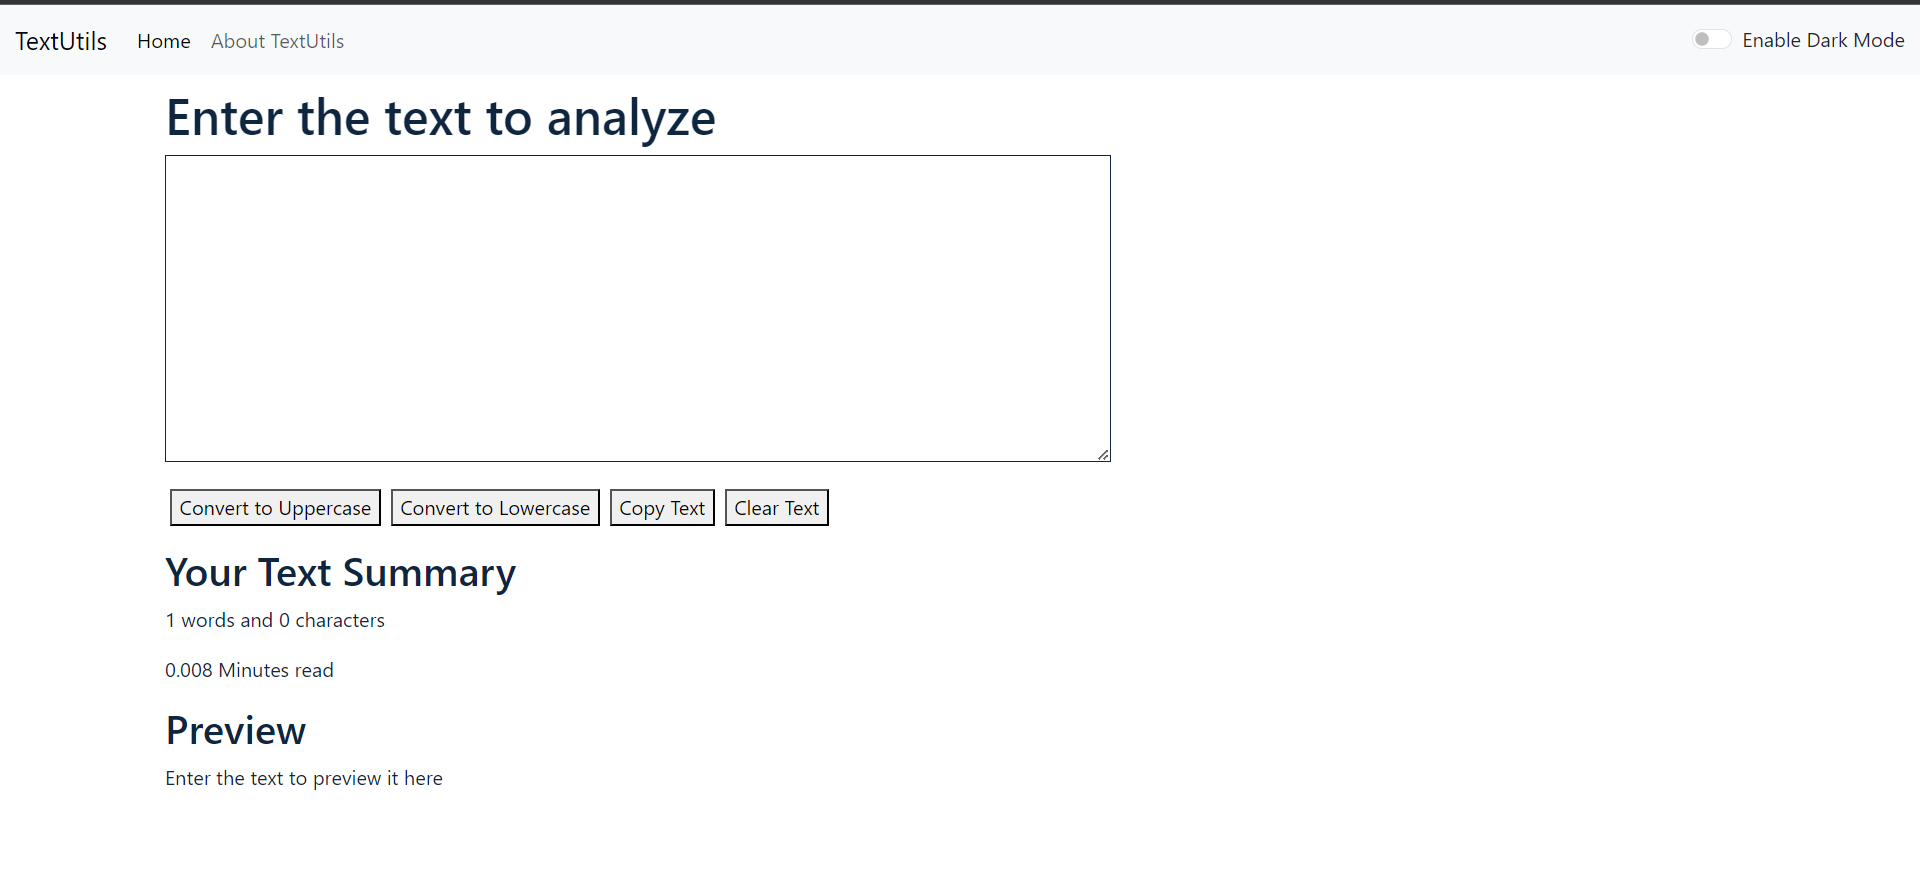 TextUtils Home About TextUtils Enable Dark Mode
Enter the text to analyze
Convert to Uppercase Convert to Lowercase Copy Text Clear Text
Your Text Summary
1 words and 0 characters
0.008 Minutes read
Preview
Enter the text to preview it here